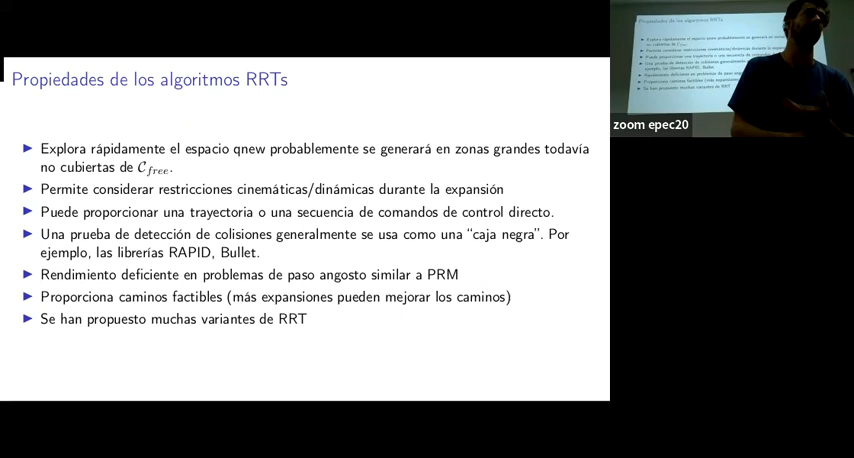 Propiedades de los algoritmos RRTs
▶ Explora rápidamente el espacio qnew probablemente se generará en zonas grandes todavía
no cubiertas de C_free.
▶ Permite considerar restricciones cinemáticas/dinámicas durante la expansión
▶ Puede proporcionar una trayectoria o una secuencia de comandos de control directo.
▶ Una prueba de detección de colisiones generalmente se usa como una “caja negra”. Por
ejemplo, las librerías RAPID, Bullet.
▶ Rendimiento deficiente en problemas de paso angosto similar a PRM
▶ Proporciona caminos factibles (más expansiones pueden mejorar los caminos)
▶ Se han propuesto muchas variantes de RRT
Propiedades de los algoritmos RRTs
zoom epec20